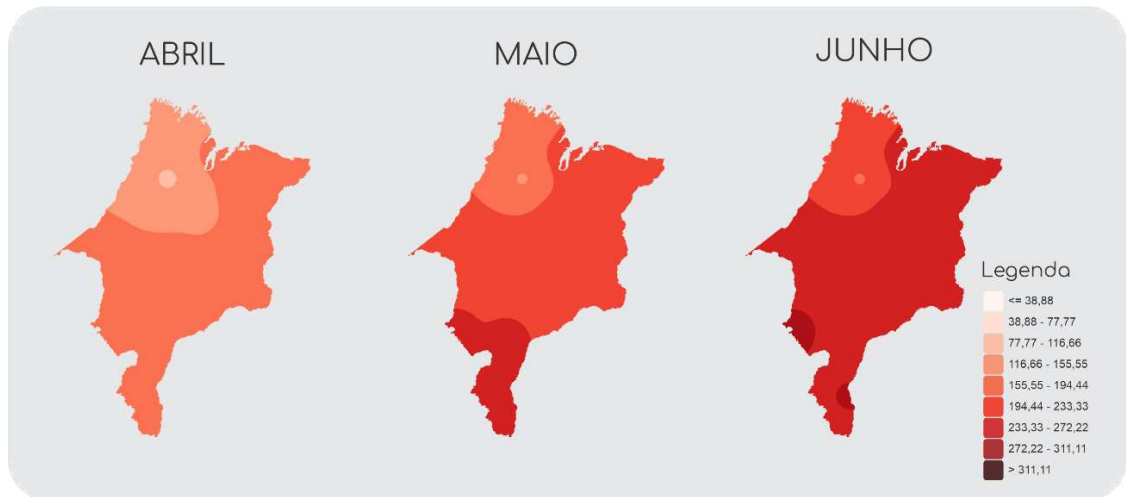 ABRIL
MAIO
JUNHO
Legenda
<= 38,88
38,88 - 77,77
77,77 - 116,66
116,66 - 155,55
155,55 - 194,44
194,44 - 233,33
233,33 - 272,22
272,22 - 311,11
> 311,11